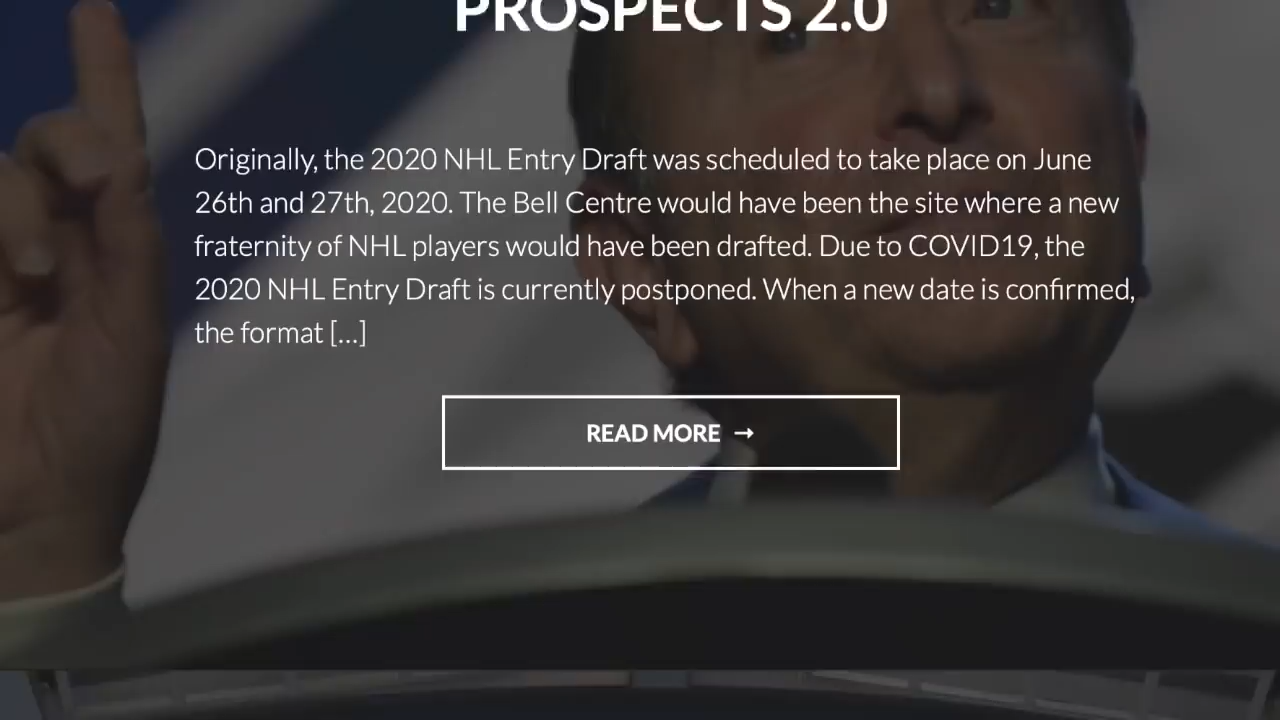 PROSPECTS 2.0
Originally, the 2020 NHL Entry Draft was scheduled to take place on June
26th and 27th, 2020. The Bell Centre would have been the site where a new
fraternity of NHL players would have been drafted. Due to COVID19, the
2020 NHL Entry Draft is currently postponed. When a new date is confirmed,
the format [...]
READ MORE →